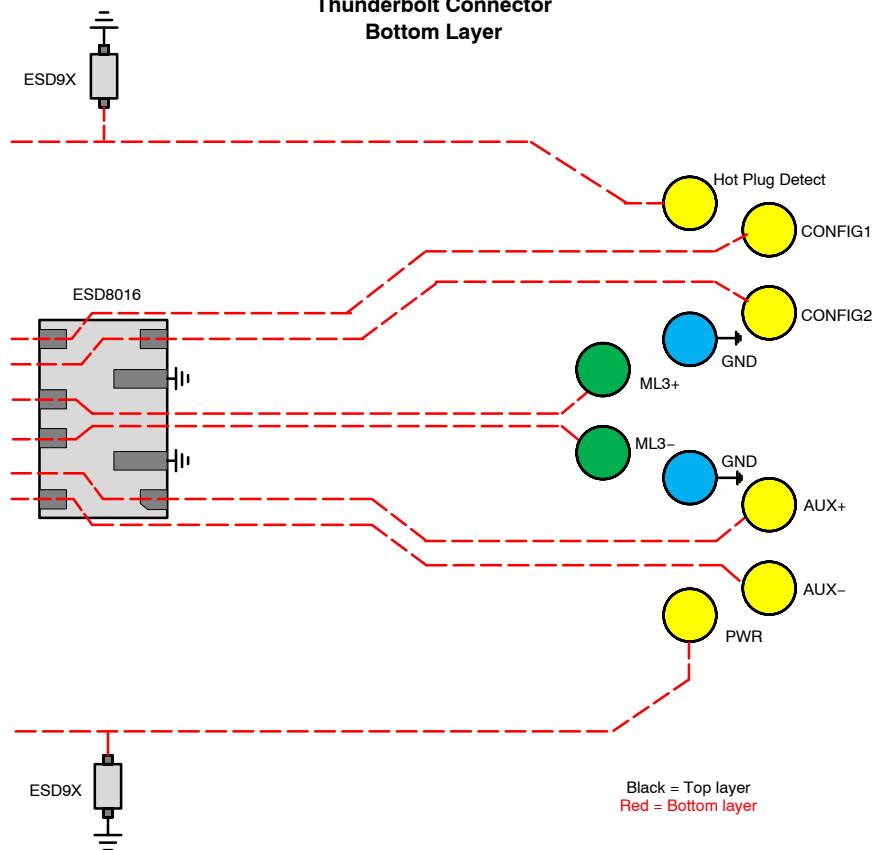 Thunderbolt Connector
Bottom Layer
ESD9X
Hot Plug Detect
CONFIG1
ESD8016
CONFIG2
GND
ML3+
ML3−
GND
AUX+
AUX−
PWR
ESD9X
Black = Top layer
Red = Bottom layer